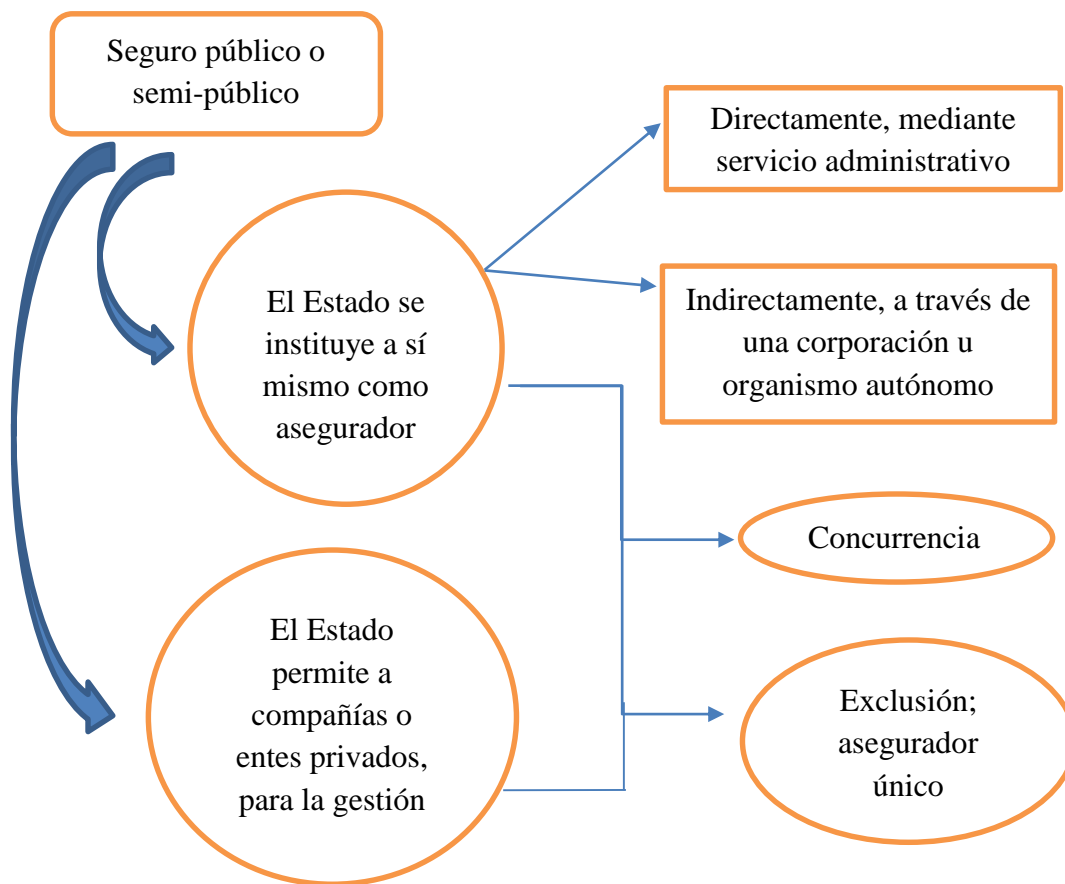 Seguro público o
semi-público
Directamente, mediante
servicio administrativo
El Estado se
instituye a sí
mismo como
asegurador
Indirectamente, a través de
una corporación u
organismo autónomo
Concurrencia
El Estado
permite a
compañías o
entes privados,
para la gestión
Exclusión;
asegurador
único